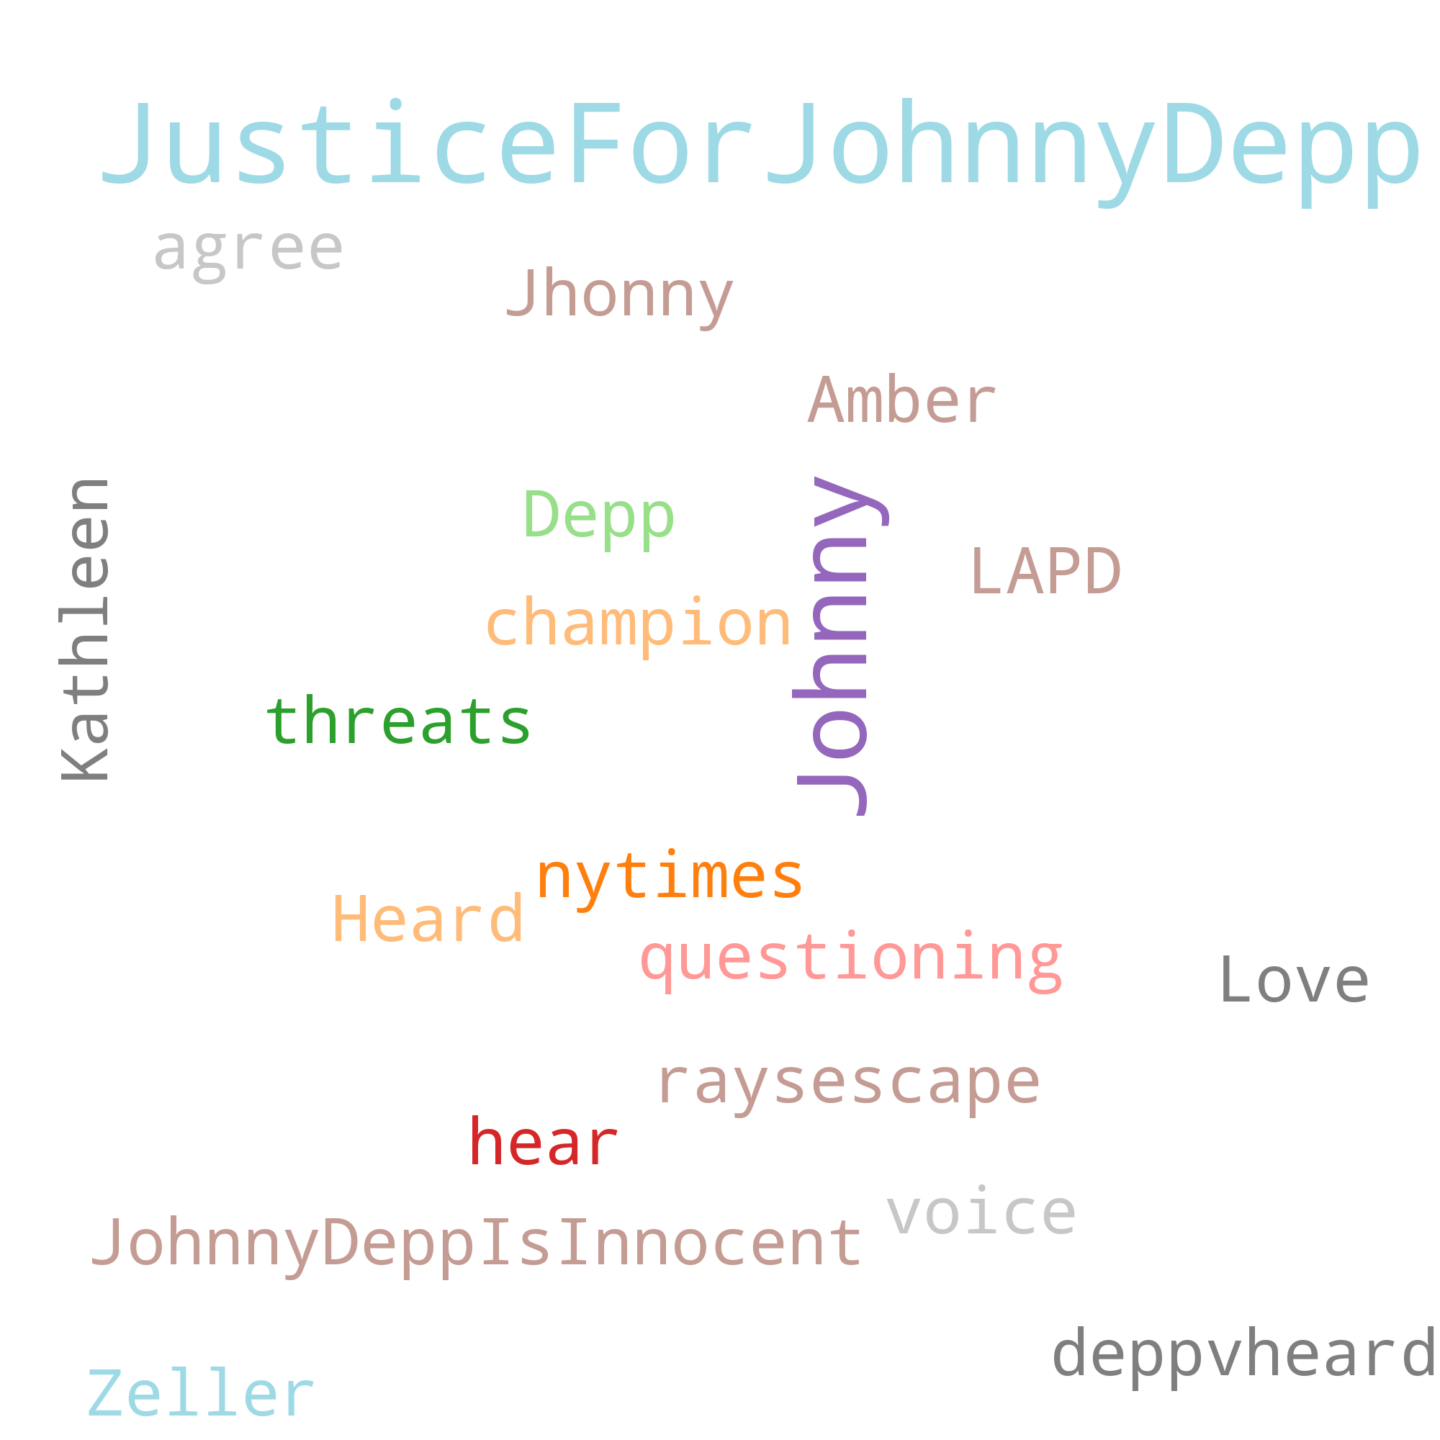 JusticeForJohnnyDepp
agree
Jhonny
Amber
Kathleen
Depp
Johnny
LAPD
champion
threats
nytimes
Heard
questioning
Love
raysescape
hear
voice
JohnnyDeppIsInnocent
deppvheard
Zeller